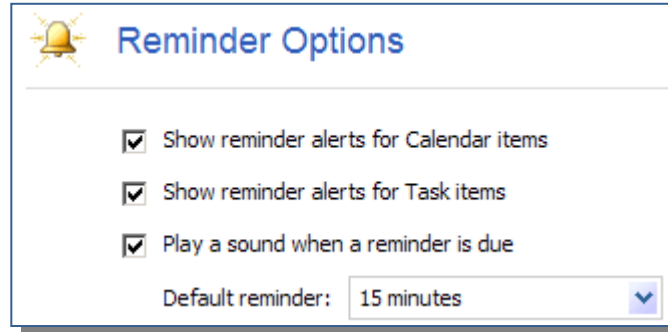 Reminder Options
Show reminder alerts for Calendar items
Show reminder alerts for Task items
Play a sound when a reminder is due
Default reminder: 15 minutes